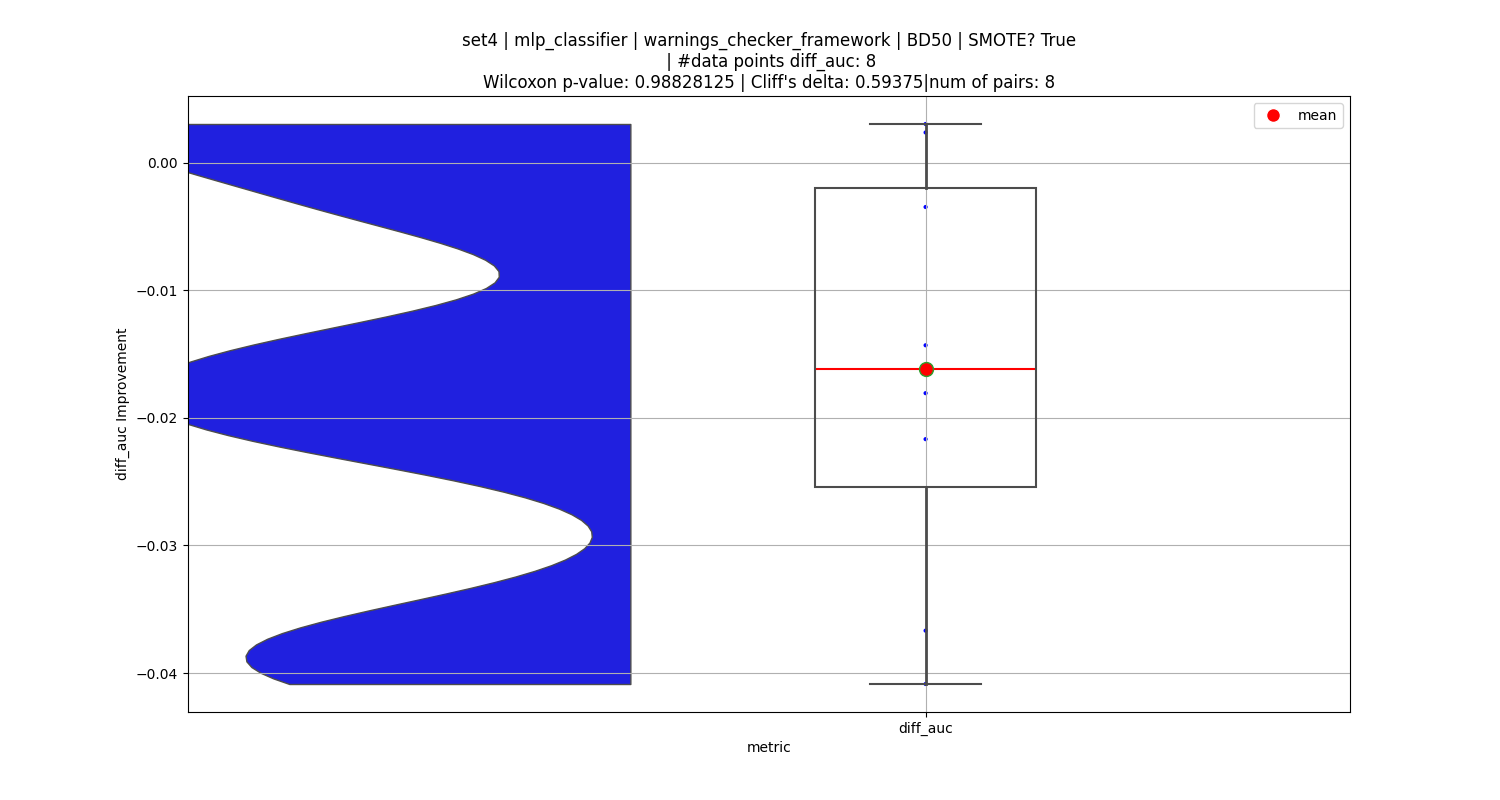 set4 | mlp_classifier | warnings_checker_framework | BD50 | SMOTE? True
| #data points diff_auc: 8
Wilcoxon p-value: 0.98828125 | Cliff's delta: 0.59375|num of pairs: 8
mean
0.00
−0.01
−0.02
−0.03
−0.04
diff_auc Improvement
diff_auc
metric